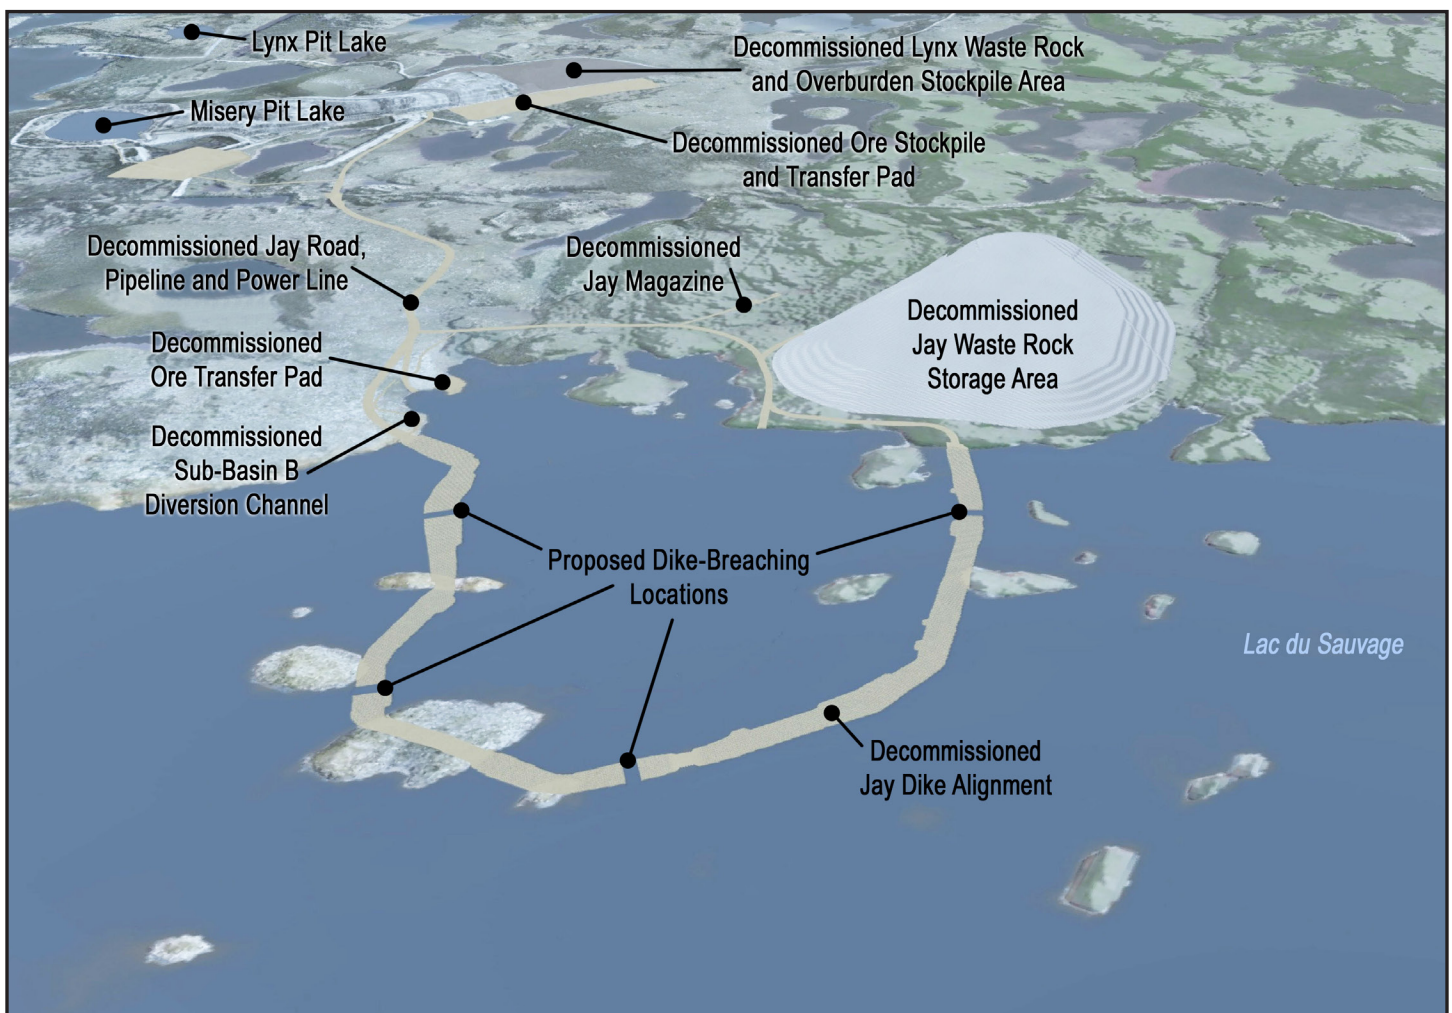 Lynx Pit Lake
Decommissioned Lynx Waste Rock
and Overburden Stockpile Area
Misery Pit Lake
Decommissioned Ore Stockpile
and Transfer Pad
Decommissioned Jay Road,
Pipeline and Power Line
Decommissioned
Jay Magazine
Decommissioned
Jay Waste Rock
Storage Area
Decommissioned
Ore Transfer Pad
Decommissioned
Sub-Basin B
Diversion Channel
Proposed Dike-Breaching
Locations
Lac du Sauvage
Decommissioned
Jay Dike Alignment